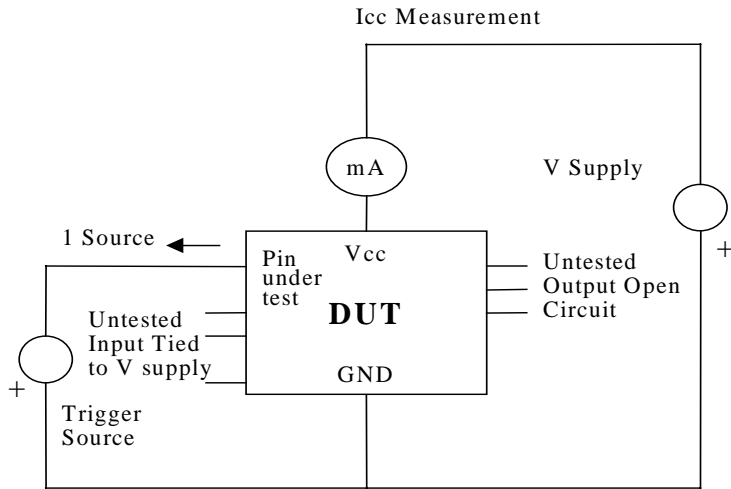 Icc Measurement
mA
V Supply
+
1 Source
Vcc
Pin
under
test
Untested
Output Open
Circuit
DUT
Untested
Input Tied
to V supply
+
GND
Trigger
Source